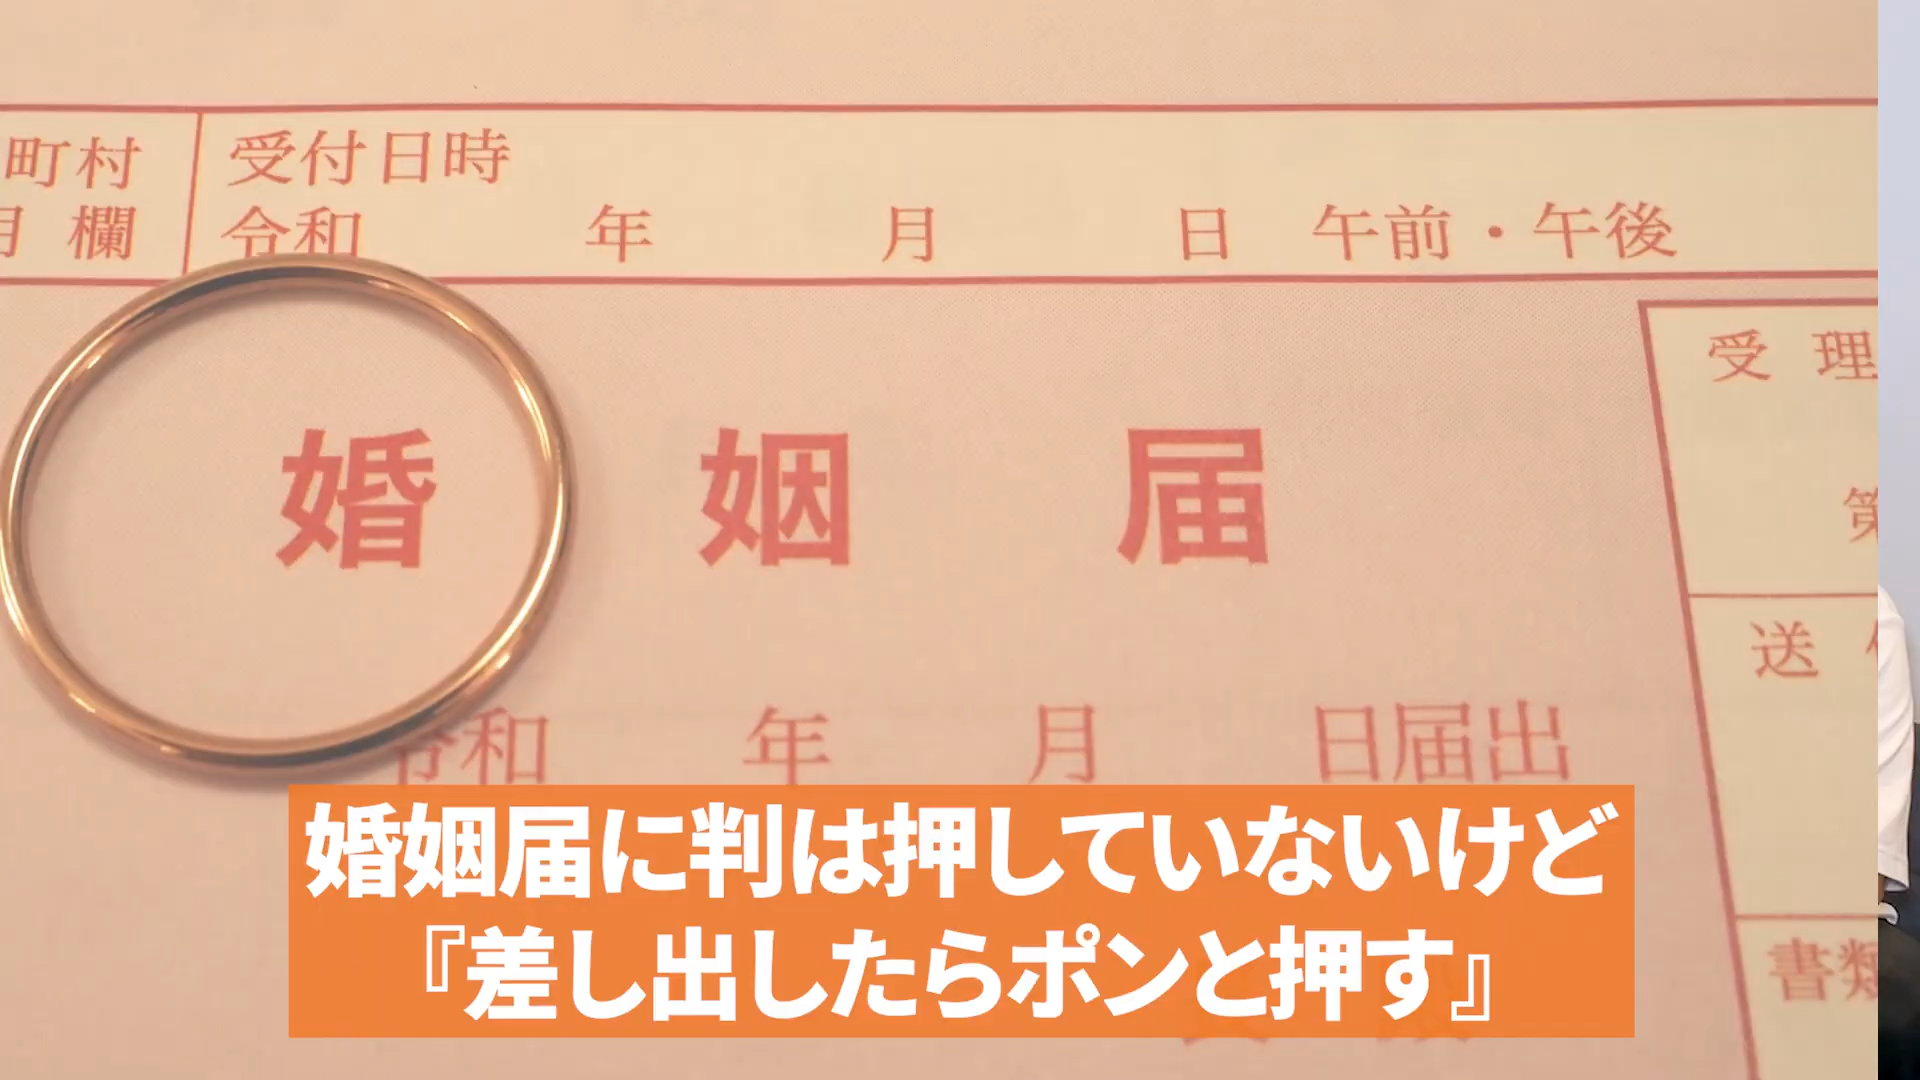 町村 受付日時
欄 令和 年 月 日 午前・午後
受理
婚姻届
第
送
令和 年 月 日届出
婚姻届に判は押していないけど
『差し出したらポンと押す』
書類